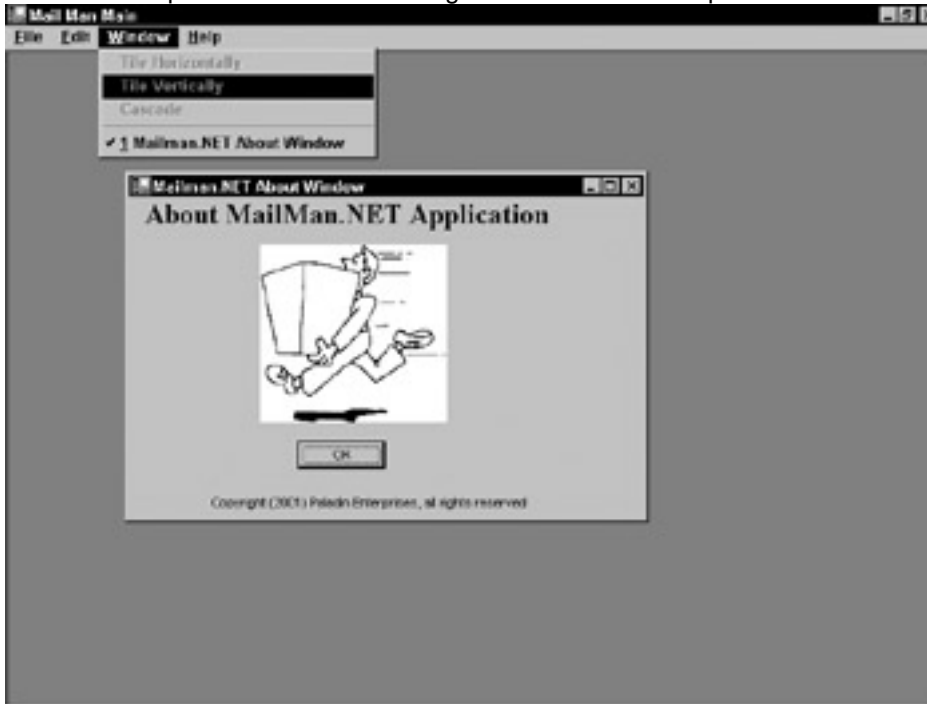 Mail Man Main
File Edit Window Help
Tile Horizontally
Tile Vertically
Cascade
✓ 1 Mailman.NET About Window
Mailman.NET About Window
About MailMan.NET Application
OK
Copyright (2001) Paladin Enterprises, all rights reserved